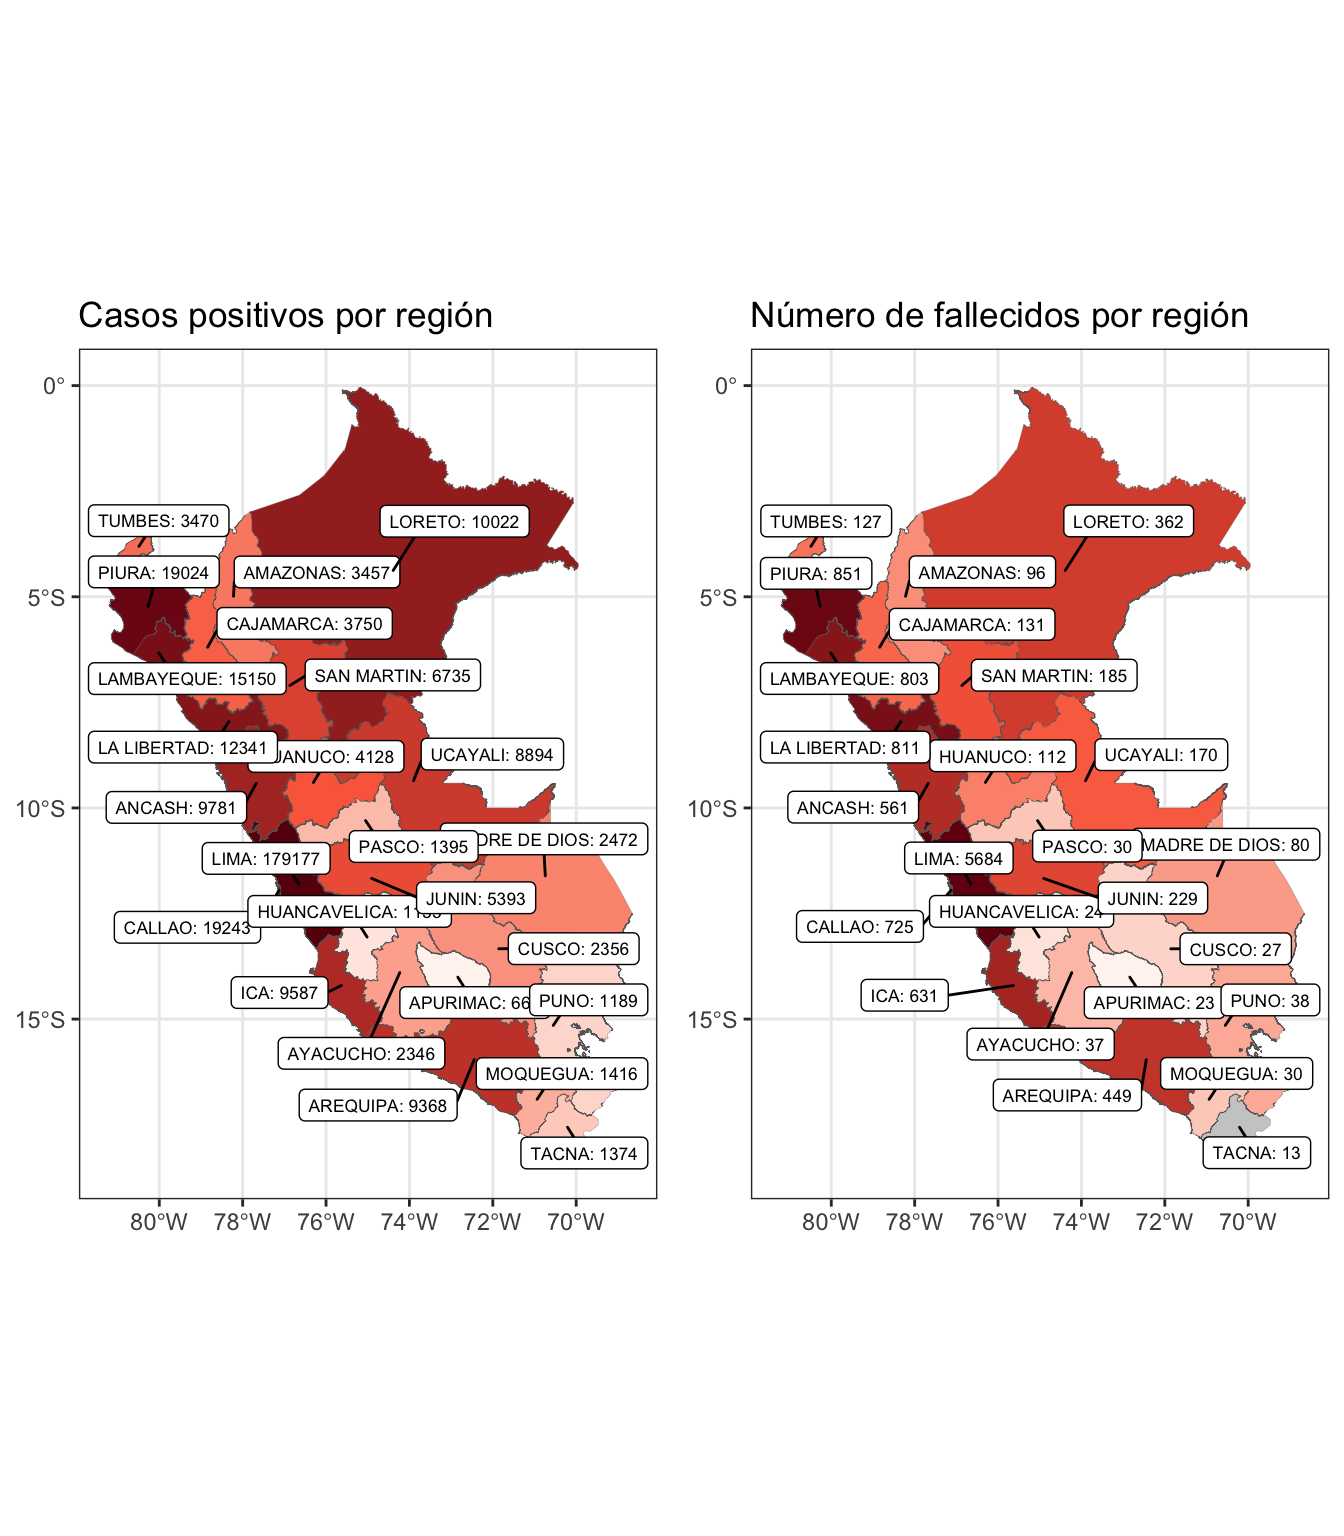 Casos positivos por región
0°
5°S
10°S
15°S
TUMBES: 3470
LORETO: 10022
PIURA: 19024
AMAZONAS: 3457
CAJAMARCA: 3750
LAMBAYEQUE: 15150
SAN MARTIN: 6735
LA LIBERTAD: 12341
UANUCO: 4128
UCAYALI: 8894
ANCASH: 9781
LIMA: 179177
PASCO: 1395
DRE DE DIOS: 2472
JUNIN: 5393
HUANCAVELICA:
CALLAO: 19243
CUSCO: 2356
ICA: 9587
APURIMAC: 66
PUNO: 1189
AYACUCHO: 2346
MOQUEGUA: 1416
AREQUIPA: 9368
TACNA: 1374
80°W 78°W 76°W 74°W 72°W 70°W
Número de fallecidos por región
0°
5°S
10°S
15°S
TUMBES: 127
LORETO: 362
PIURA: 851
AMAZONAS: 96
CAJAMARCA: 131
LAMBAYEQUE: 803
SAN MARTIN: 185
LA LIBERTAD: 811
HUANUCO: 112
UCAYALI: 170
ANCASH: 561
LIMA: 5684
PASCO: 30
MADRE DE DIOS: 80
JUNIN: 229
HUANCAVELICA: 24
CALLAO: 725
CUSCO: 27
ICA: 631
APURIMAC: 23
PUNO: 38
AYACUCHO: 37
MOQUEGUA: 30
AREQUIPA: 449
TACNA: 13
80°W 78°W 76°W 74°W 72°W 70°W